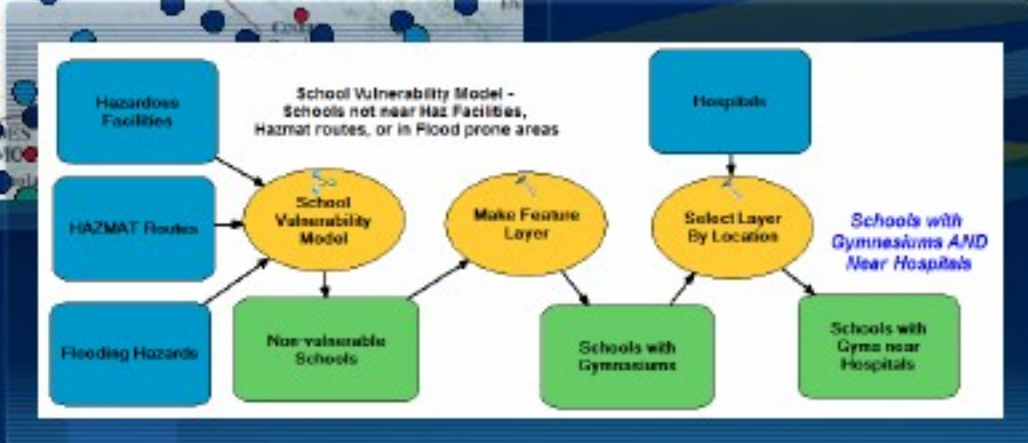 Hazardous
Facilities
School Vulnerability Model -
Schools not near Haz Facilities,
Hazmat routes, or in Flood prone areas
Hospitals
HAZMAT Routes
School
Vulnerability
Model
Make Feature
Layer
Select Layer
By Location
Schools with
Gymnasiums AND
Near Hospitals
Flooding Hazards
Non-vulnerable
Schools
Schools with
Gymnasiums
Schools with
Gyms near
Hospitals